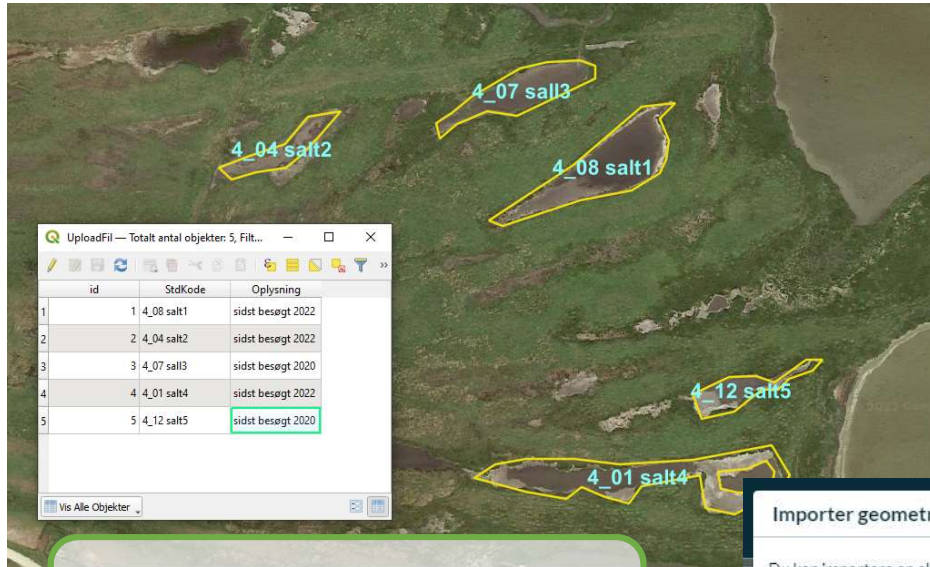 4_07 sall3
4_04 salt2
4_08 salt1
UploadFil — Totalt antal objekter: 5, Filt...
id StdKode Oplysning
1 1 4_08 salt1 sidst besøgt 2022
2 2 4_04 salt2 sidst besøgt 2022
3 3 4_07 sall3 sidst besøgt 2020
4 4 4_01 salt4 sidst besøgt 2022
5 5 4_12 salt5 sidst besøgt 2020
4_12 salt5
4_01 salt4
Vis Alle Objekter
Importer geometr